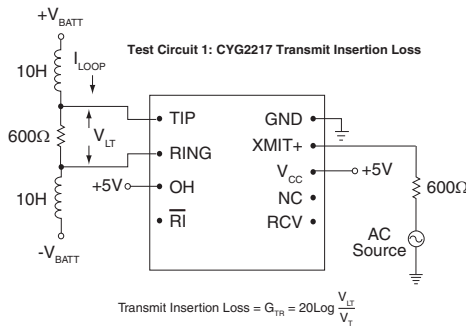 +V_BATT
Test Circuit 1: CYG2217 Transmit Insertion Loss
10H
I_LOOP
600Ω
V_LT
10H
-V_BATT
+5V
TIP
RING
OH
R̅I̅
GND
XMIT+
V_CC
NC
RCV
+5V
600Ω
AC
Source
Transmit Insertion Loss = G_TR = 20Log V_LT
V_T